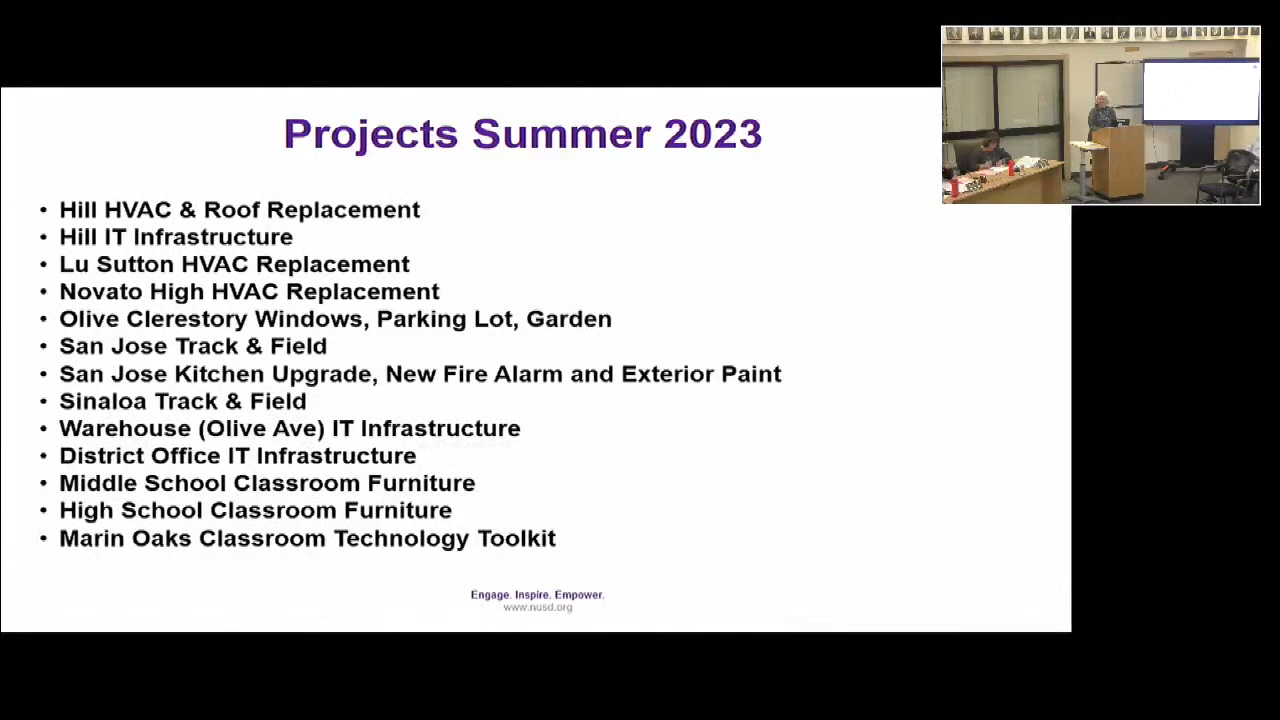 Projects Summer 2023
• Hill HVAC & Roof Replacement
• Hill IT Infrastructure
• Lu Sutton HVAC Replacement
• Novato High HVAC Replacement
• Olive Clerestory Windows, Parking Lot, Garden
• San Jose Track & Field
• San Jose Kitchen Upgrade, New Fire Alarm and Exterior Paint
• Sinaloa Track & Field
• Warehouse (Olive Ave) IT Infrastructure
• District Office IT Infrastructure
• Middle School Classroom Furniture
• High School Classroom Furniture
• Marin Oaks Classroom Technology Toolkit
Engage. Inspire. Empower.
www.nusd.org